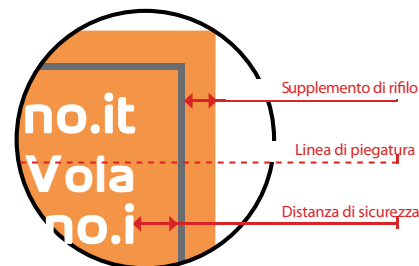 no.it
Vola
no.i
Supplemento di rifilo
Linea di piegatura
Distanza di sicurezza